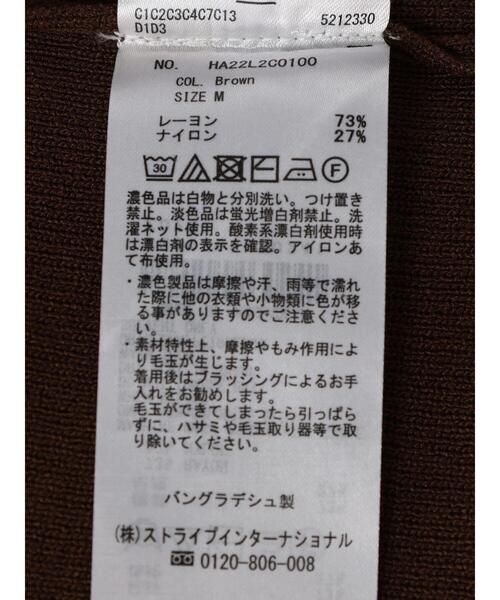 C1C2C3C4C7C13 5212330
D1D3
NO. HA22L2C0100
COL. Brown
SIZE M
レーヨン 73%
ナイロン 27%
30 F
濃色品は白物と分別洗い。つけ置き
禁止。淡色品は蛍光増白剤禁止。洗
濯ネット使用。酸素系漂白剤使用時
は漂白剤の表示を確認。アイロンあ
て布使用。
・濃色製品は摩擦や汗、雨等で濡れ
た際に他の衣類や小物類に色が移
る事がありますのでご注意くださ
い。
・素材特性上、摩擦やもみ作用によ
り毛玉が生じます。
着用後はブラッシングによるお手
入れをお勧めします。
毛玉ができてしまったら引っぱら
ずに、ハサミや毛玉取り器等で取
り除いてください。
バングラデシュ製
(株)ストライプインターナショナル
0120-806-008